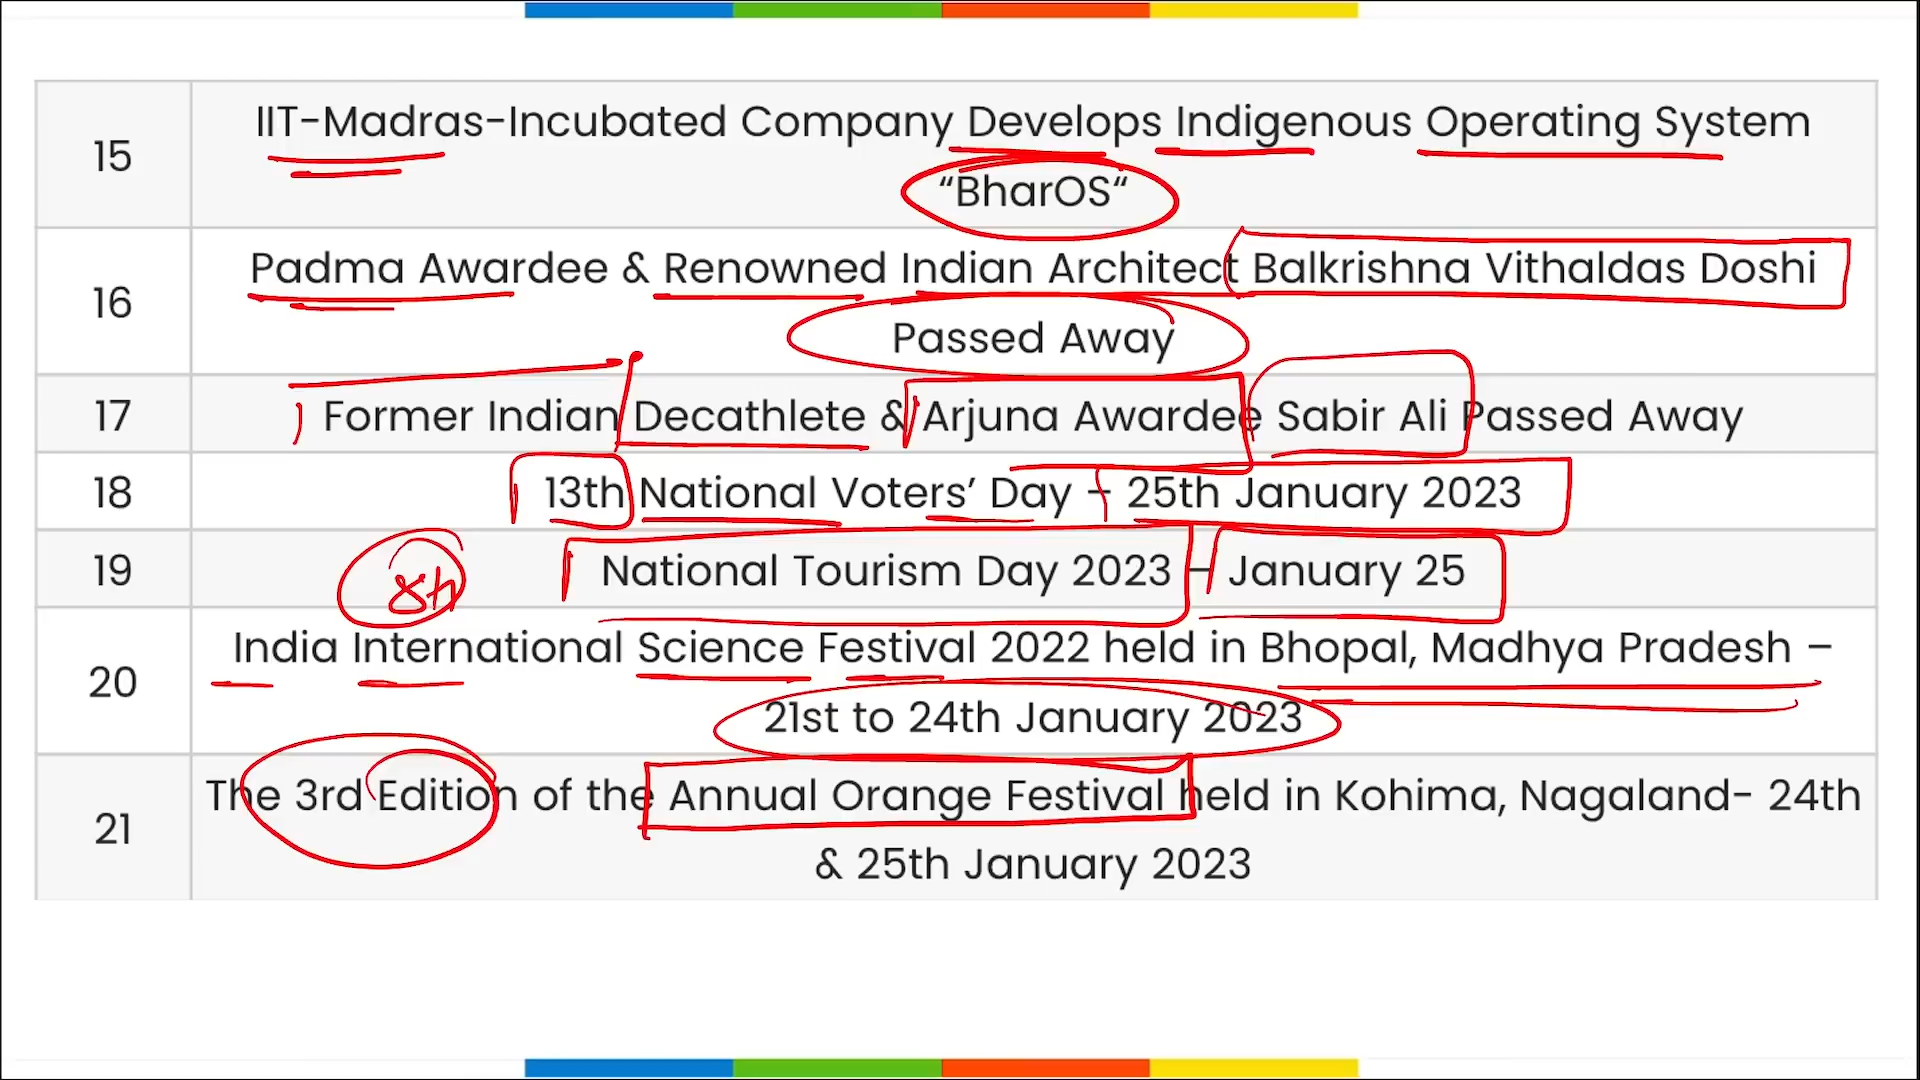 15
IIT-Madras-Incubated Company Develops Indigenous Operating System
“BharOS“
16
Padma Awardee & Renowned Indian Architect Balkrishna Vithaldas Doshi
Passed Away
17
Former Indian Decathlete & Arjuna Awardee Sabir Ali Passed Away
18
13th National Voters’ Day – 25th January 2023
19
National Tourism Day 2023 – January 25
8th
20
India International Science Festival 2022 held in Bhopal, Madhya Pradesh –
21st to 24th January 2023
21
The 3rd Edition of the Annual Orange Festival held in Kohima, Nagaland- 24th
& 25th January 2023